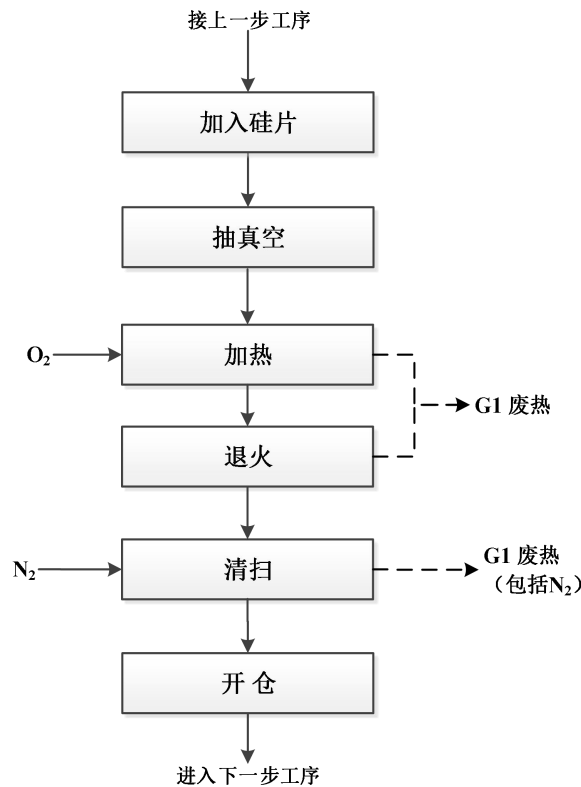 接上一步工序
加入硅片
抽真空
O₂
加热
G1 废热
退火
N₂
清扫
G1 废热
（包括N₂）
开 仓
进入下一步工序